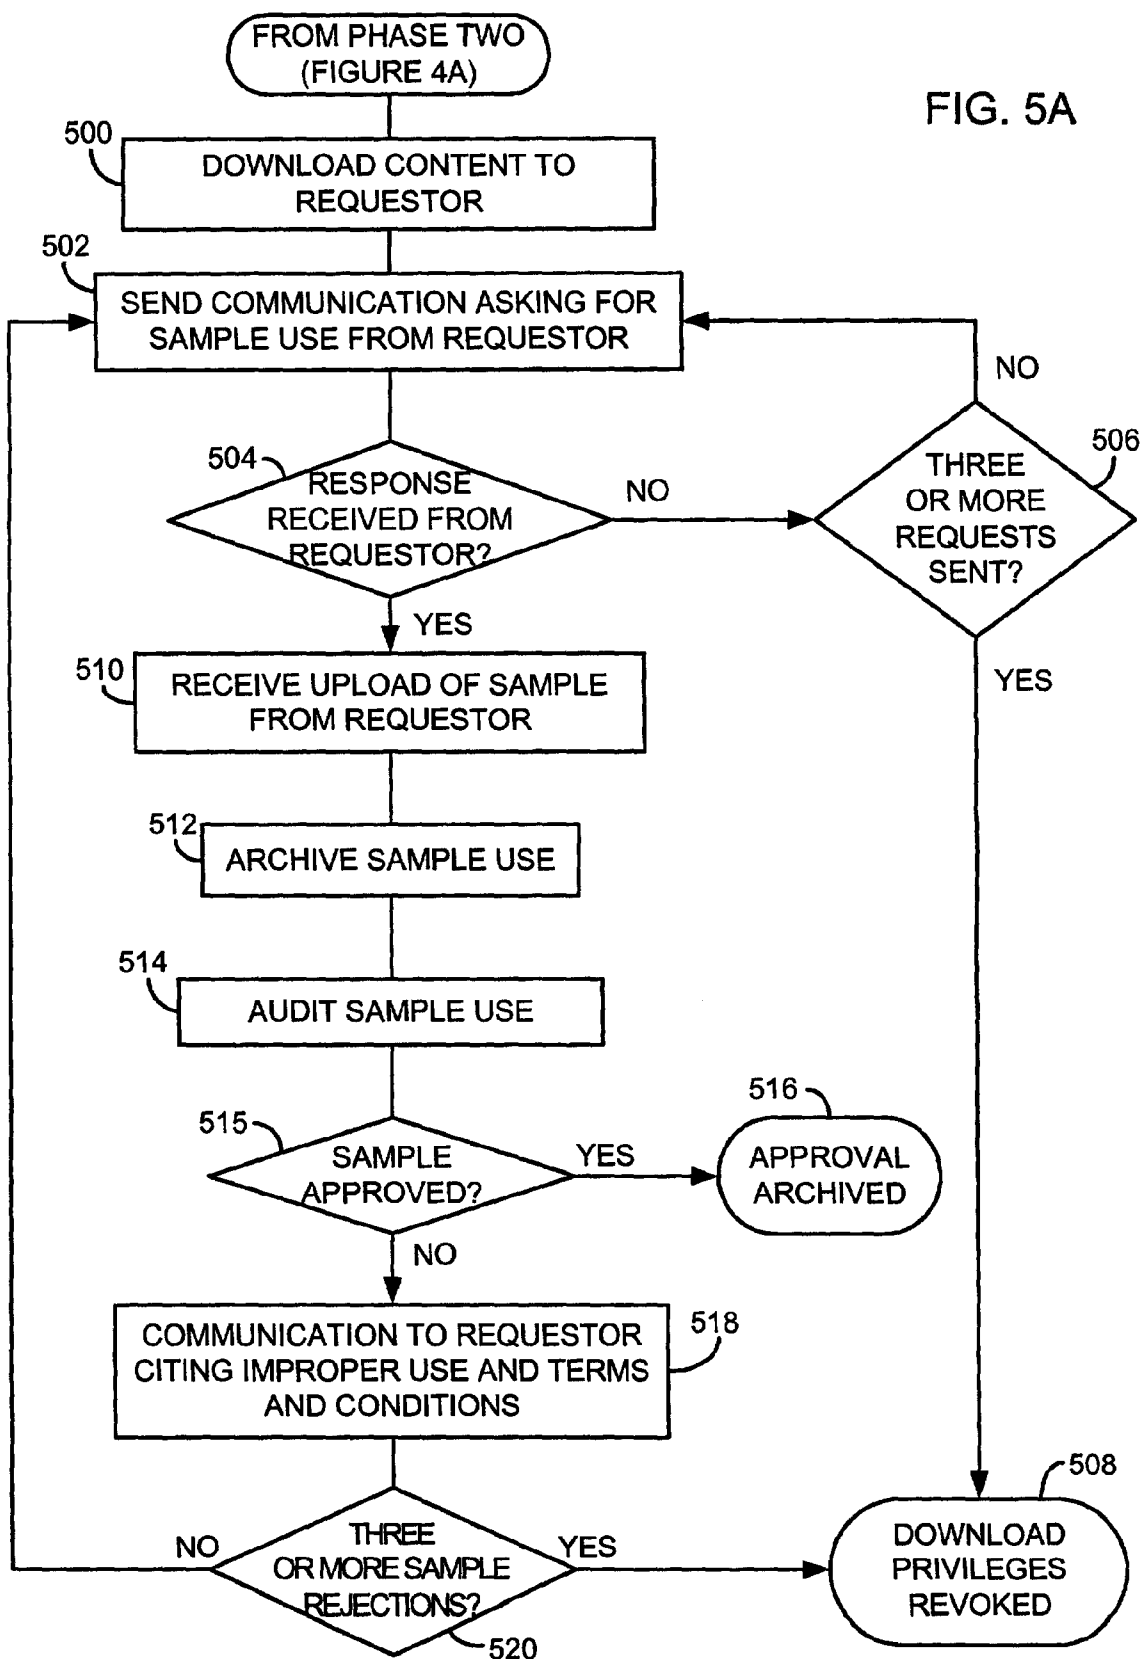 FROM PHASE TWO
(FIGURE 4A)
FIG. 5A
500
DOWNLOAD CONTENT TO
REQUESTOR
502
SEND COMMUNICATION ASKING FOR
SAMPLE USE FROM REQUESTOR
NO
504
RESPONSE
RECEIVED FROM
REQUESTOR?
NO
506
THREE
OR MORE
REQUESTS
SENT?
YES
YES
510
RECEIVE UPLOAD OF SAMPLE
FROM REQUESTOR
512
ARCHIVE SAMPLE USE
514
AUDIT SAMPLE USE
515
SAMPLE
APPROVED?
YES
516
APPROVAL
ARCHIVED
NO
COMMUNICATION TO REQUESTOR
CITING IMPROPER USE AND TERMS
AND CONDITIONS
518
NO
THREE
OR MORE SAMPLE
REJECTIONS?
YES
520
508
DOWNLOAD
PRIVILEGES
REVOKED